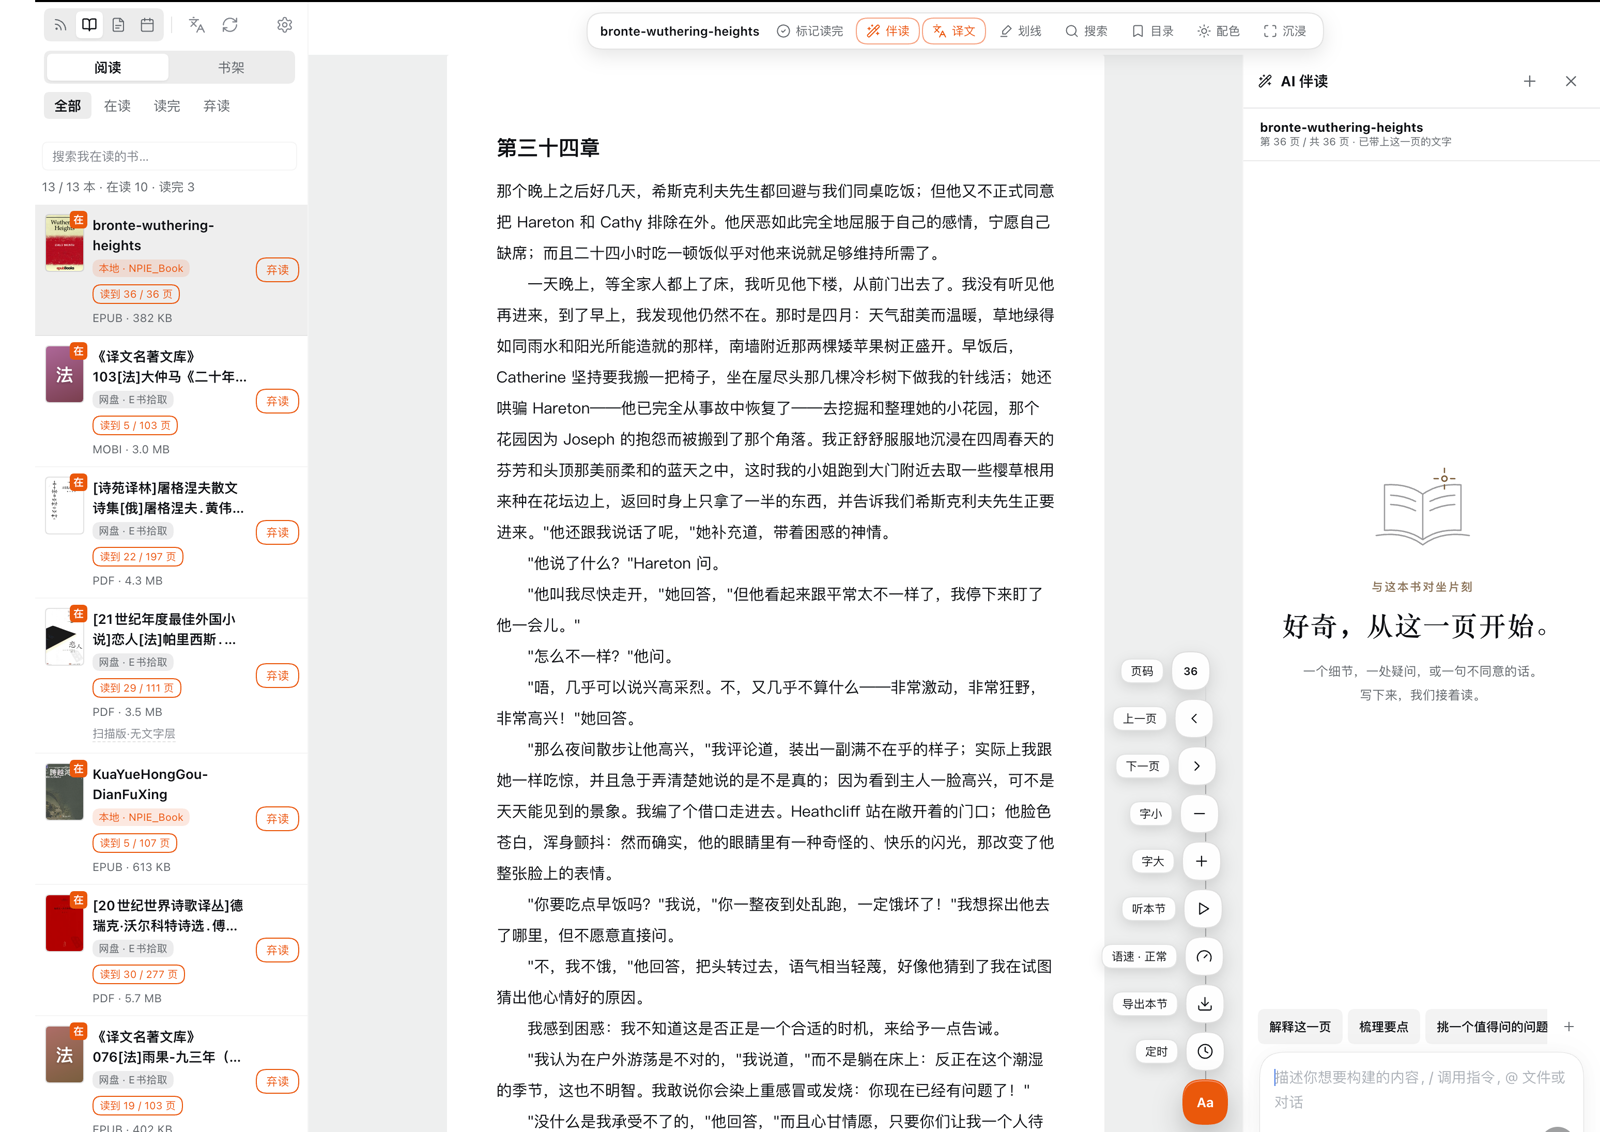 阅读
书架
全部
在读
读完
弃读
搜索我在读的书...
13 / 13 本 · 在读 10 · 读完 3
在
bronte-wuthering-
heights
本地 · NPIE_Book
读到 36 / 36 页
EPUB · 382 KB
弃读
法
在
《译文名著文库》
103[法]大仲马《二十年...
网盘 · E书拾取
读到 5 / 103 页
MOBI · 3.0 MB
弃读
在
[诗苑译林]屠格涅夫散文
诗集[俄]屠格涅夫.黄伟...
网盘 · E书拾取
读到 22 / 197 页
PDF · 4.3 MB
弃读
在
[21世纪年度最佳外国小
说]恋人[法]帕里西斯....
网盘 · E书拾取
读到 29 / 111 页
PDF · 3.5 MB
扫描版·无文字层
弃读
在
KuaYueHongGou-
DianFuXing
本地 · NPIE_Book
读到 5 / 107 页
EPUB · 613 KB
弃读
在
[20世纪世界诗歌译丛]德
瑞克·沃尔科特诗选.傅...
网盘 · E书拾取
读到 30 / 277 页
PDF · 5.7 MB
弃读
法
在
《译文名著文库》
076[法]雨果-九三年（...
网盘 · E书拾取
读到 19 / 103 页
EPUB · 402 KB
弃读
bronte-wuthering-heights
标记读完
伴读
译文
划线
搜索
目录
配色
沉浸
第三十四章
那个晚上之后好几天，希斯克利夫先生都回避与我们同桌吃饭；但他又不正式同意
把 Hareton 和 Cathy 排除在外。他厌恶如此完全地屈服于自己的感情，宁愿自己
缺席；而且二十四小时吃一顿饭似乎对他来说就足够维持所需了。
一天晚上，等全家人都上了床，我听见他下楼，从前门出去了。我没有听见他
再进来，到了早上，我发现他仍然不在。那时是四月：天气甜美而温暖，草地绿得
如同雨水和阳光所能造就的那样，南墙附近那两棵矮苹果树正盛开。早饭后，
Catherine 坚持要我搬一把椅子，坐在屋尽头那几棵冷杉树下做我的针线活；她还
哄骗 Hareton——他已完全从事故中恢复了——去挖掘和整理她的小花园，那个
花园因为 Joseph 的抱怨而被搬到了那个角落。我正舒舒服服地沉浸在四周春天的
芬芳和头顶那美丽柔和的蓝天之中，这时我的小姐跑到大门附近去取一些樱草根用
来种在花坛边上，返回时身上只拿了一半的东西，并告诉我们希斯克利夫先生正要
进来。"他还跟我说话了呢，"她补充道，带着困惑的神情。
"他说了什么？"Hareton 问。
"他叫我尽快走开，"她回答，"但他看起来跟平常太不一样了，我停下来盯了
他一会儿。"
"怎么不一样？"他问。
"唔，几乎可以说兴高采烈。不，又几乎不算什么——非常激动，非常狂野，
非常高兴！"她回答。
"那么夜间散步让他高兴，"我评论道，装出一副满不在乎的样子；实际上我跟
她一样吃惊，并且急于弄清楚她说的是不是真的；因为看到主人一脸高兴，可不是
天天能见到的景象。我编了个借口走进去。Heathcliff 站在敞开着的门口；他脸色
苍白，浑身颤抖：然而确实，他的眼睛里有一种奇怪的、快乐的闪光，那改变了他
整张脸上的表情。
"你要吃点早饭吗？"我说，"你一整夜到处乱跑，一定饿坏了！"我想探出他去
了哪里，但不愿意直接问。
"不，我不饿，"他回答，把头转过去，语气相当轻蔑，好像他猜到了我在试图
猜出他心情好的原因。
我感到困惑：我不知道这是否正是一个合适的时机，来给予一点告诫。
"我认为在户外游荡是不对的，"我说道，"而不是躺在床上：反正在这个潮湿
的季节，这也不明智。我敢说你会染上重感冒或发烧：你现在已经有问题了！"
"没什么是我承受不了的，"他回答，"而且心甘情愿，只要你们让我一个人待
页码
36
上一页
下一页
字小
字大
听本节
语速 · 正常
导出本节
定时
Aa
AI 伴读
bronte-wuthering-heights
第 36 页 / 共 36 页 · 已带上这一页的文字
与这本书对坐片刻
好奇，从这一页开始。
一个细节，一处疑问，或一句不同意的话。
写下来，我们接着读。
解释这一页
梳理要点
挑一个值得问的问题
描述你想要构建的内容, / 调用指令, @ 文件或
对话